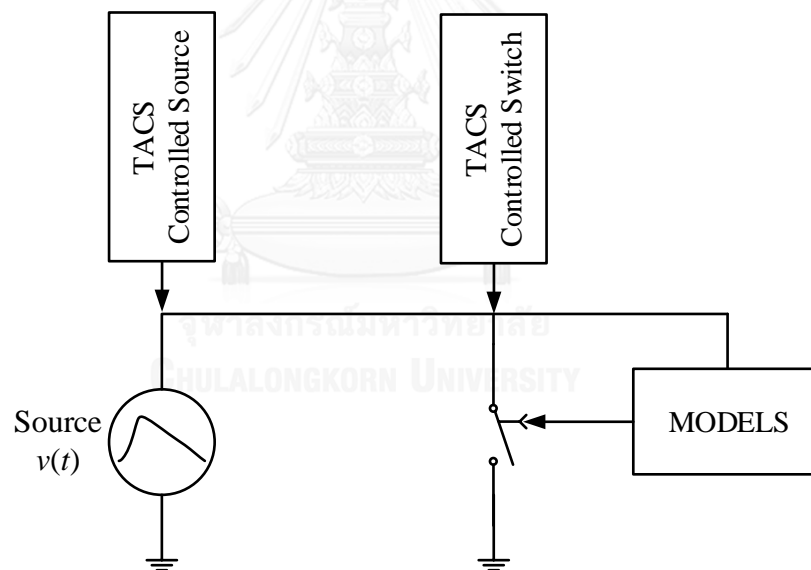 TACS
Controlled Source
TACS
Controlled Switch
จุฬาลงกรณ์มหาวิทยาลัย
CHULALONGKORN UNIVERSITY
Source
v(t)
MODELS